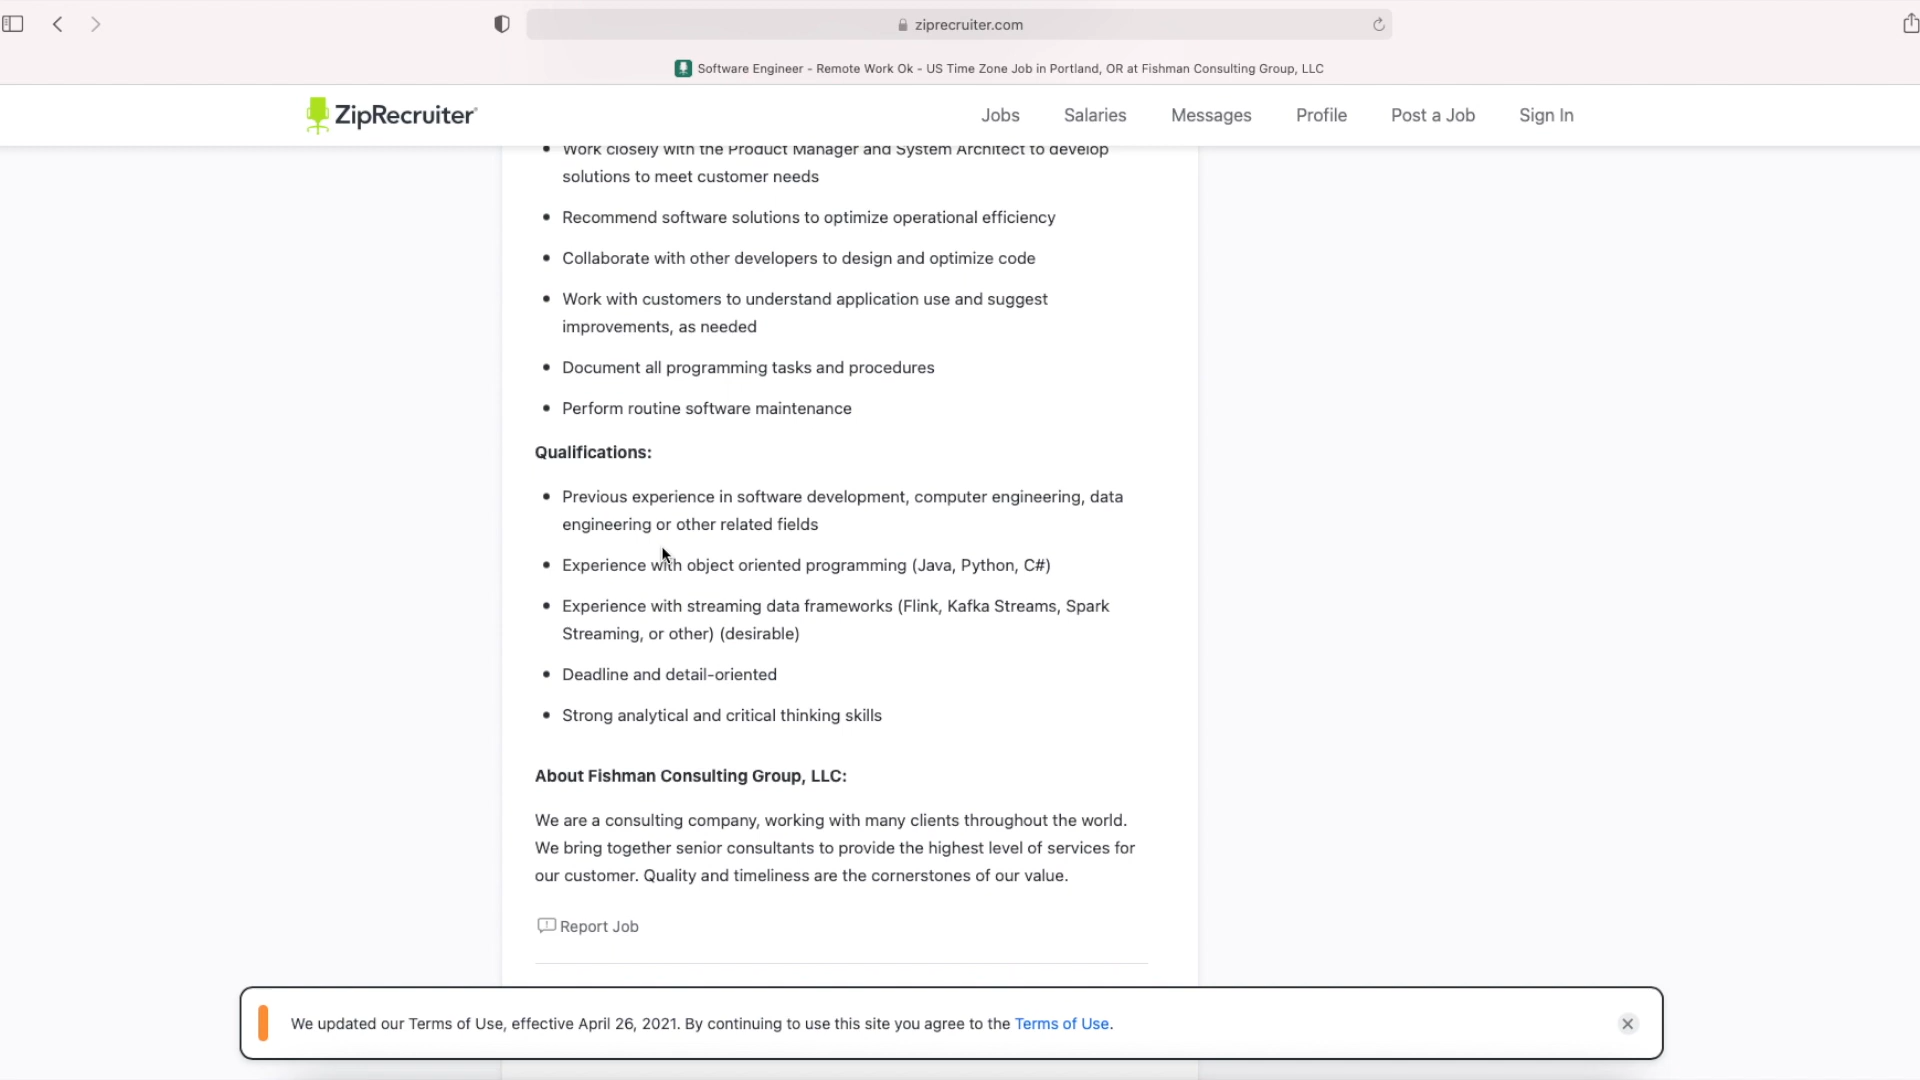 ziprecruiter.com
Software Engineer - Remote Work Ok - US Time Zone Job in Portland, OR at Fishman Consulting Group, LLC
ZipRecruiter Jobs Salaries Messages Profile Post a Job Sign In
• Work closely with the Product Manager and System Architect to develop
solutions to meet customer needs
• Recommend software solutions to optimize operational efficiency
• Collaborate with other developers to design and optimize code
• Work with customers to understand application use and suggest
improvements, as needed
• Document all programming tasks and procedures
• Perform routine software maintenance
Qualifications:
• Previous experience in software development, computer engineering, data
engineering or other related fields
• Experience with object oriented programming (Java, Python, C#)
• Experience with streaming data frameworks (Flink, Kafka Streams, Spark
Streaming, or other) (desirable)
• Deadline and detail-oriented
• Strong analytical and critical thinking skills
About Fishman Consulting Group, LLC:
We are a consulting company, working with many clients throughout the world.
We bring together senior consultants to provide the highest level of services for
our customer. Quality and timeliness are the cornerstones of our value.
Report Job
We updated our Terms of Use, effective April 26, 2021. By continuing to use this site you agree to the Terms of Use.